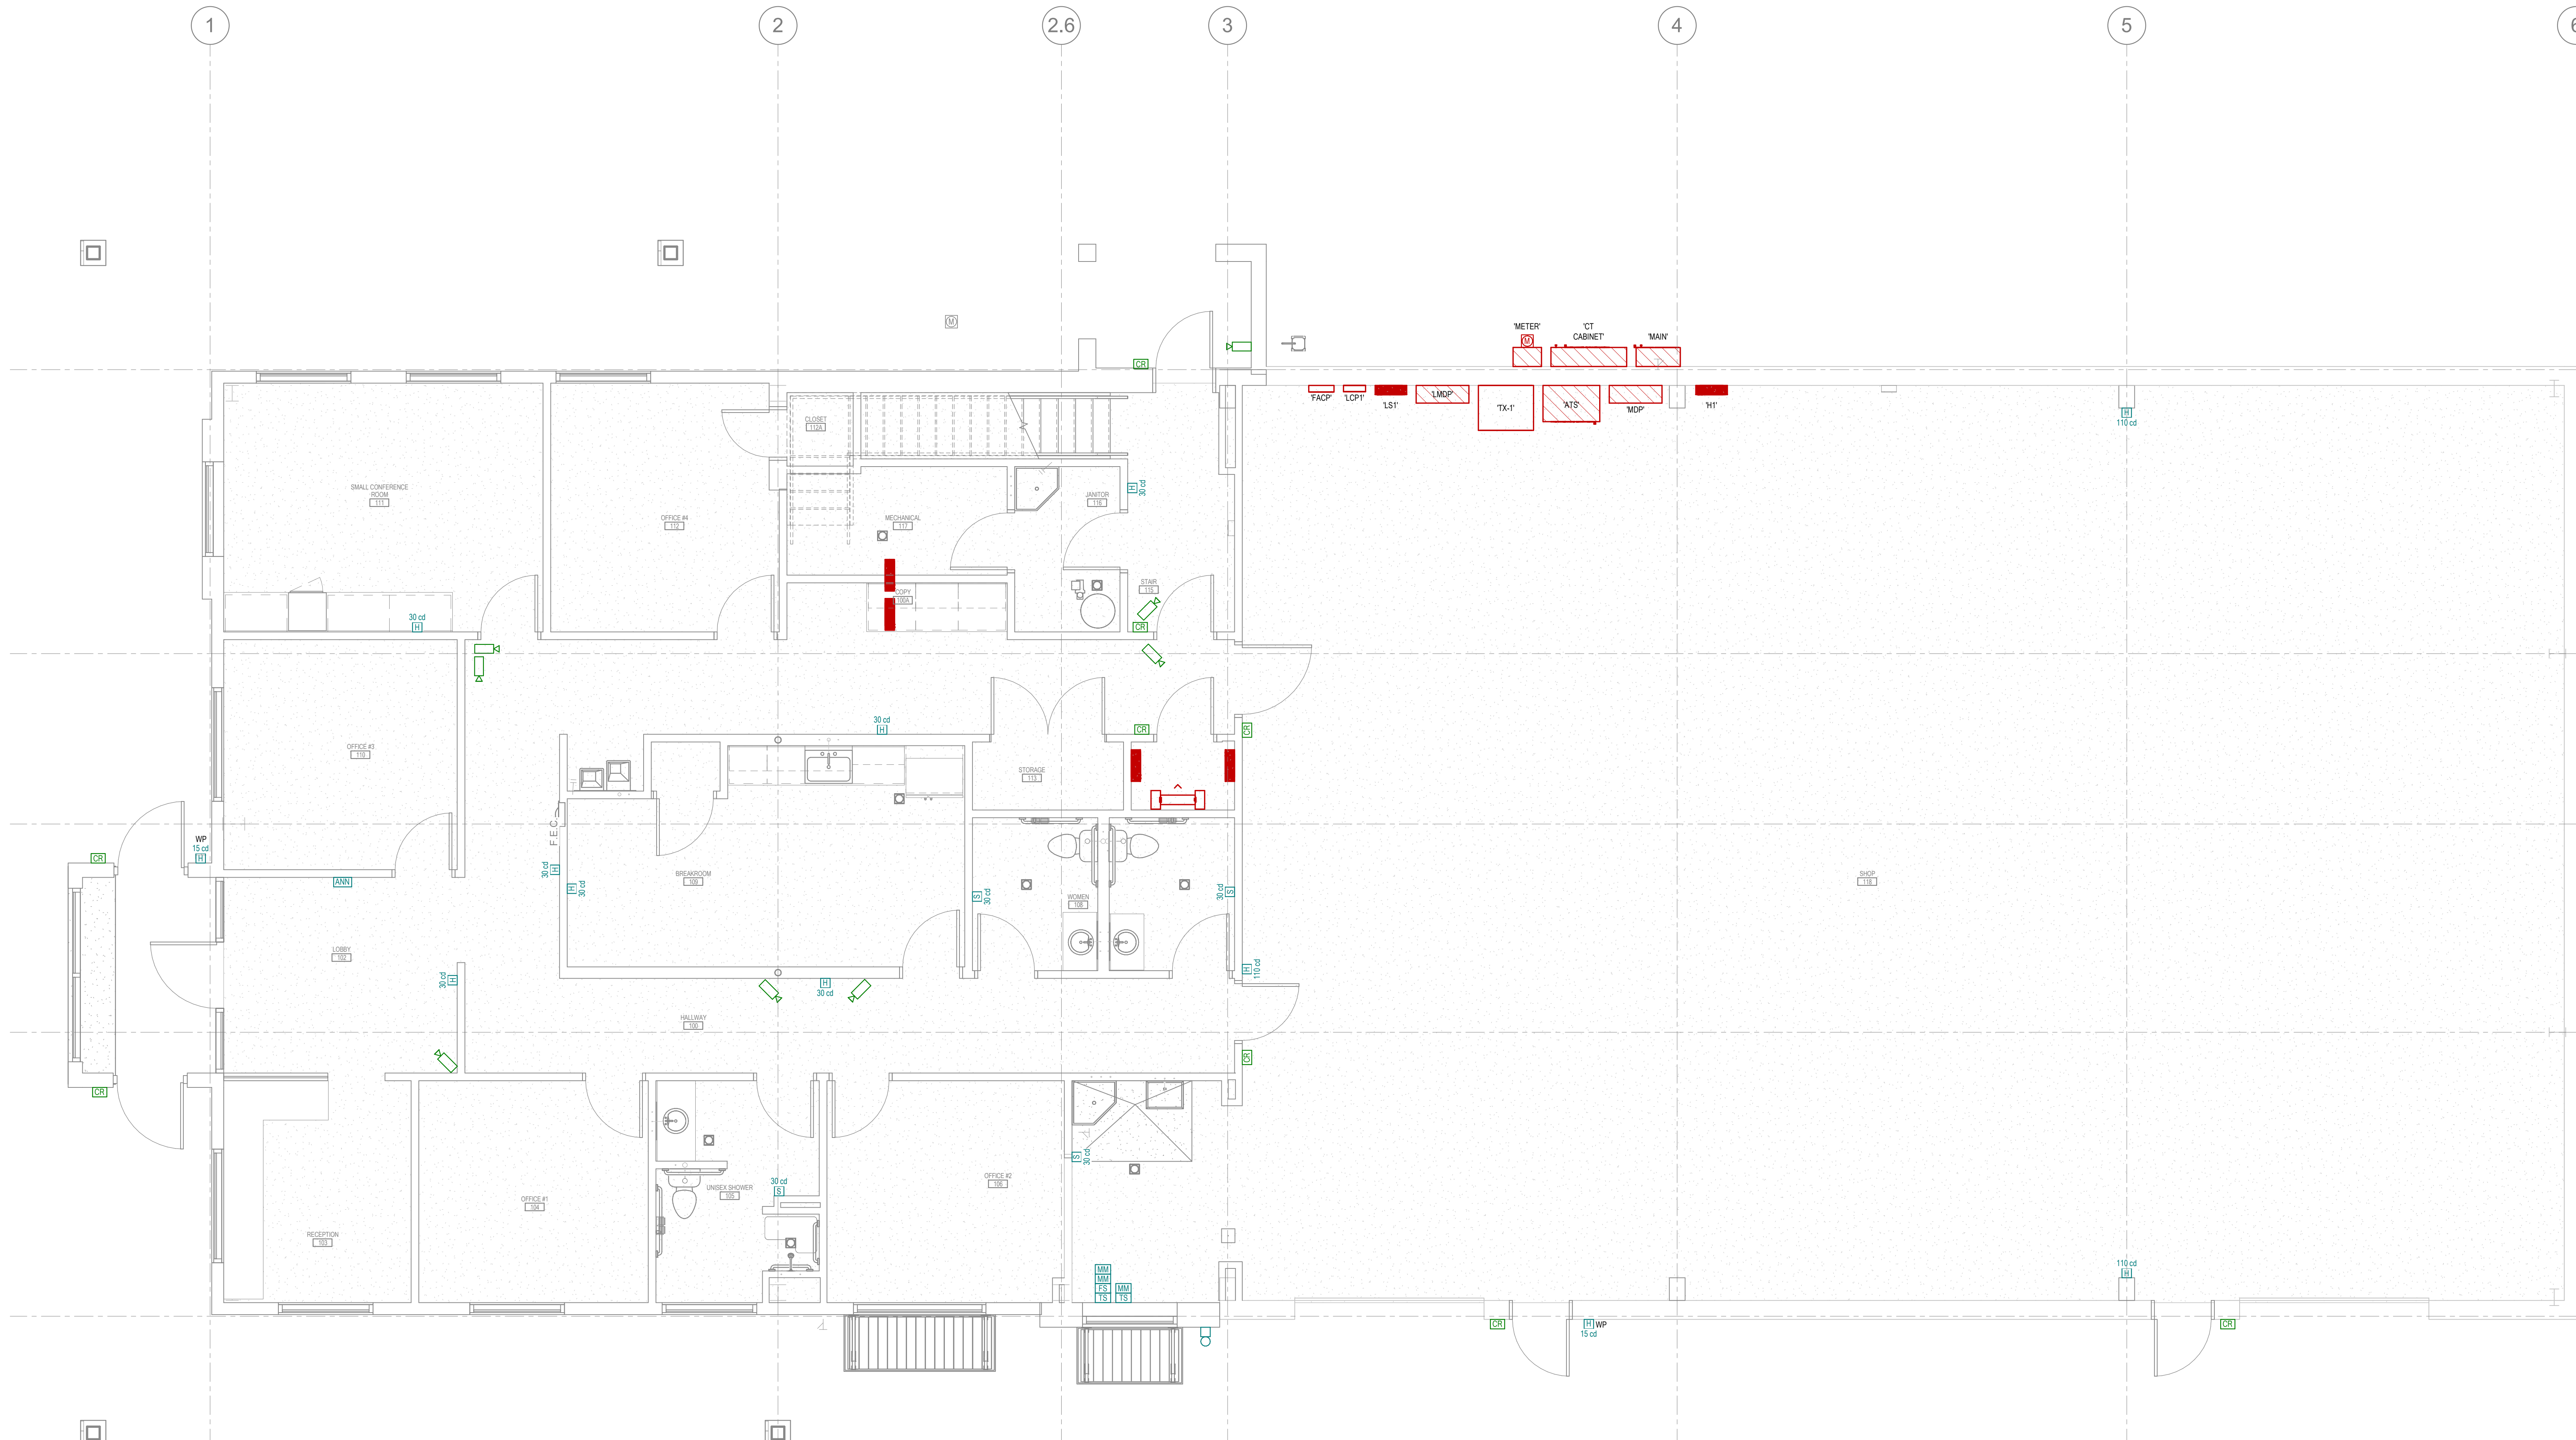 1
2
2.6
3
4
5
6
M
'METER'
'CT
CABINET'
'MAIN'
M
CR
'FACP'
'LCP1'
'LS1'
'LMDP'
'TX-1'
'ATS'
'MDP'
'H1'
H
110 cd
CLOSET
112A
SMALL CONFERENCE
ROOM
111
OFFICE #4
112
MECHANICAL
117
JANITOR
116
H
30 cd
STAIR
115
COPY
100A
30 cd
H
CR
30 cd
H
CR
CR
OFFICE #3
110
STORAGE
113
F.E.C.
WP
15 cd
H
CR
ANN
30 cd
H
H
30 cd
BREAKROOM
109
S
30 cd
WOMEN
108
30 cd
S
SHOP
118
LOBBY
102
30 cd
H
H
30 cd
H
110 cd
HALLWAY
100
CR
CR
OFFICE #1
104
UNISEX SHOWER
105
30 cd
S
OFFICE #2
106
S
30 cd
RECEPTION
103
MM
MM
FS
TS
MM
TS
110 cd
H
CR
H WP
15 cd
CR